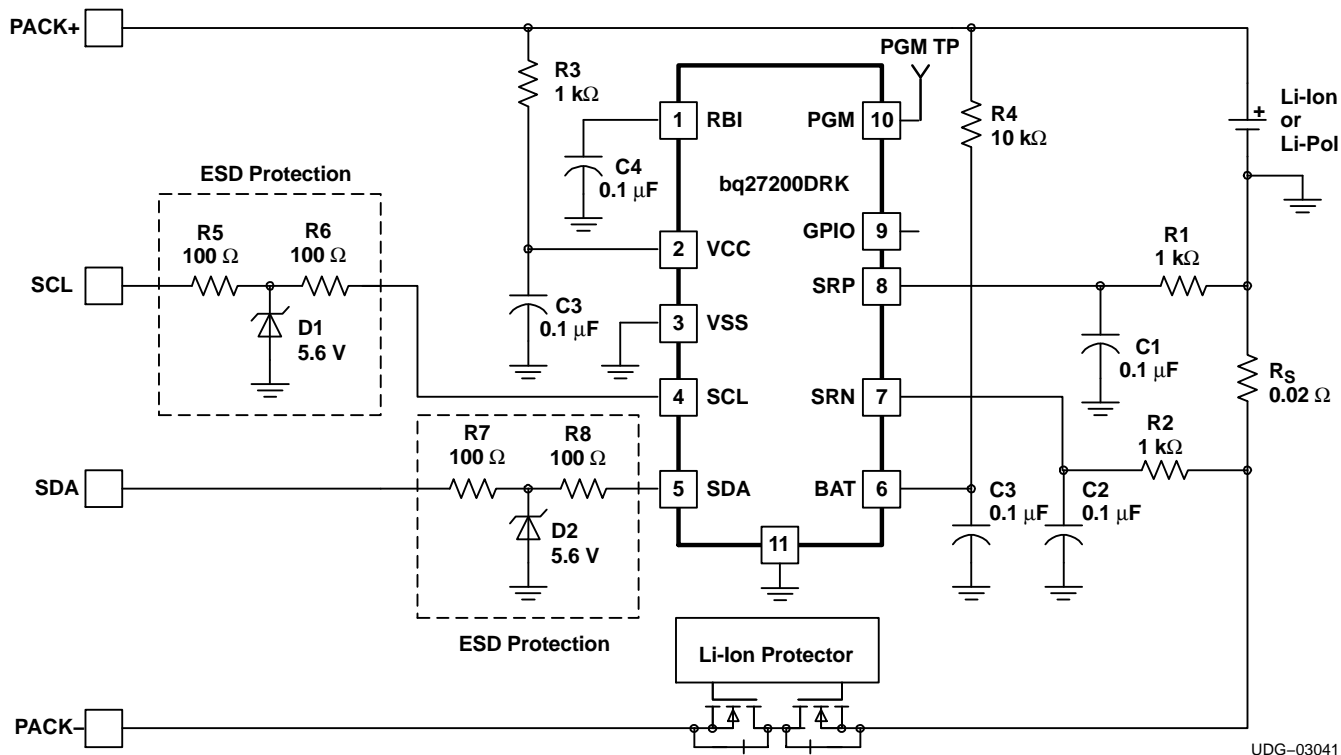 PACK+
PGM TP
R3
1 kΩ
R4
10 kΩ
+
Li-Ion
or
Li-Pol
1
RBI
PGM
10
C4
0.1 μF
bq27200DRK
ESD Protection
R5
100 Ω
R6
100 Ω
2
VCC
GPIO
9
R1
1 kΩ
SCL
SRP
8
D1
5.6 V
C3
0.1 μF
3
VSS
C1
0.1 μF
RS
0.02 Ω
4
SCL
SRN
7
R7
100 Ω
R8
100 Ω
R2
1 kΩ
SDA
5
SDA
BAT
6
C3
0.1 μF
C2
0.1 μF
D2
5.6 V
11
ESD Protection
Li-Ion Protector
PACK–
UDG–03041